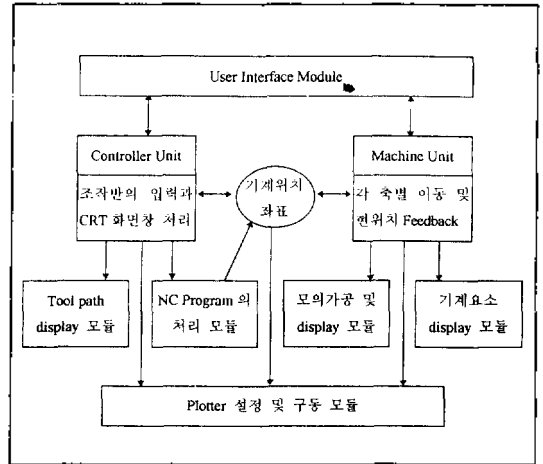 User Interface Module
Controller Unit
조작반의 입력과
CRT 화면창 처리
기계위치
좌표
Machine Unit
각 축별 이동 및
현위치 Feedback
Tool path
display 모듈
NC Program 의
처리 모듈
모의가공 및
display 모듈
기계요소
display 모듈
Plotter 설정 및 구동 모듈